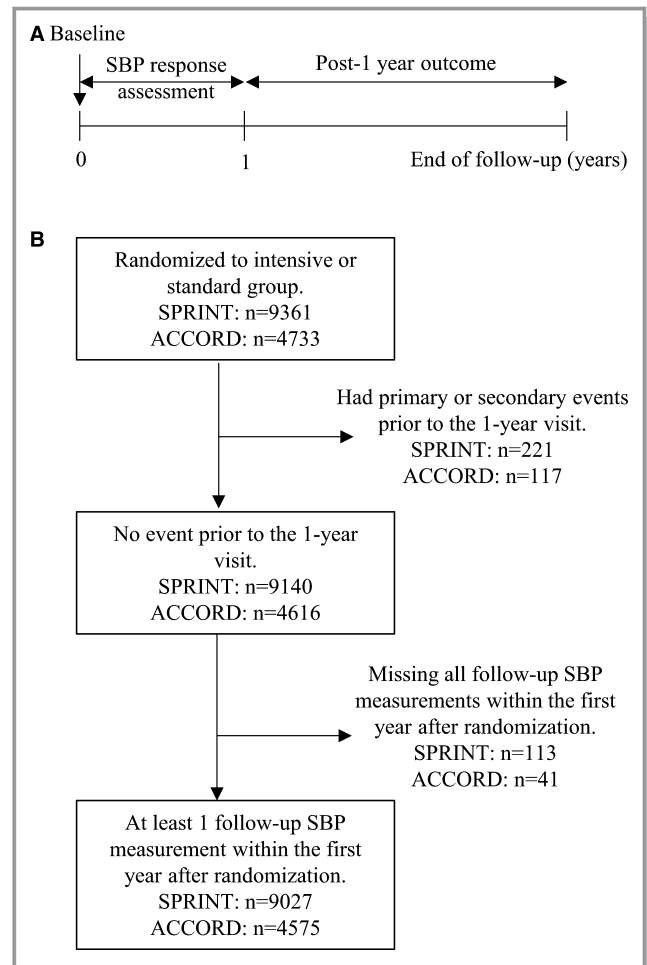 A Baseline
SBP response
assessment
Post-1 year outcome
0
1
End of follow-up (years)
B
Randomized to intensive or
standard group.
SPRINT: n=9361
ACCORD: n=4733
Had primary or secondary events
prior to the 1-year visit.
SPRINT: n=221
ACCORD: n=117
No event prior to the 1-year
visit.
SPRINT: n=9140
ACCORD: n=4616
Missing all follow-up SBP
measurements within the first
year after randomization.
SPRINT: n=113
ACCORD: n=41
At least 1 follow-up SBP
measurement within the first
year after randomization.
SPRINT: n=9027
ACCORD: n=4575